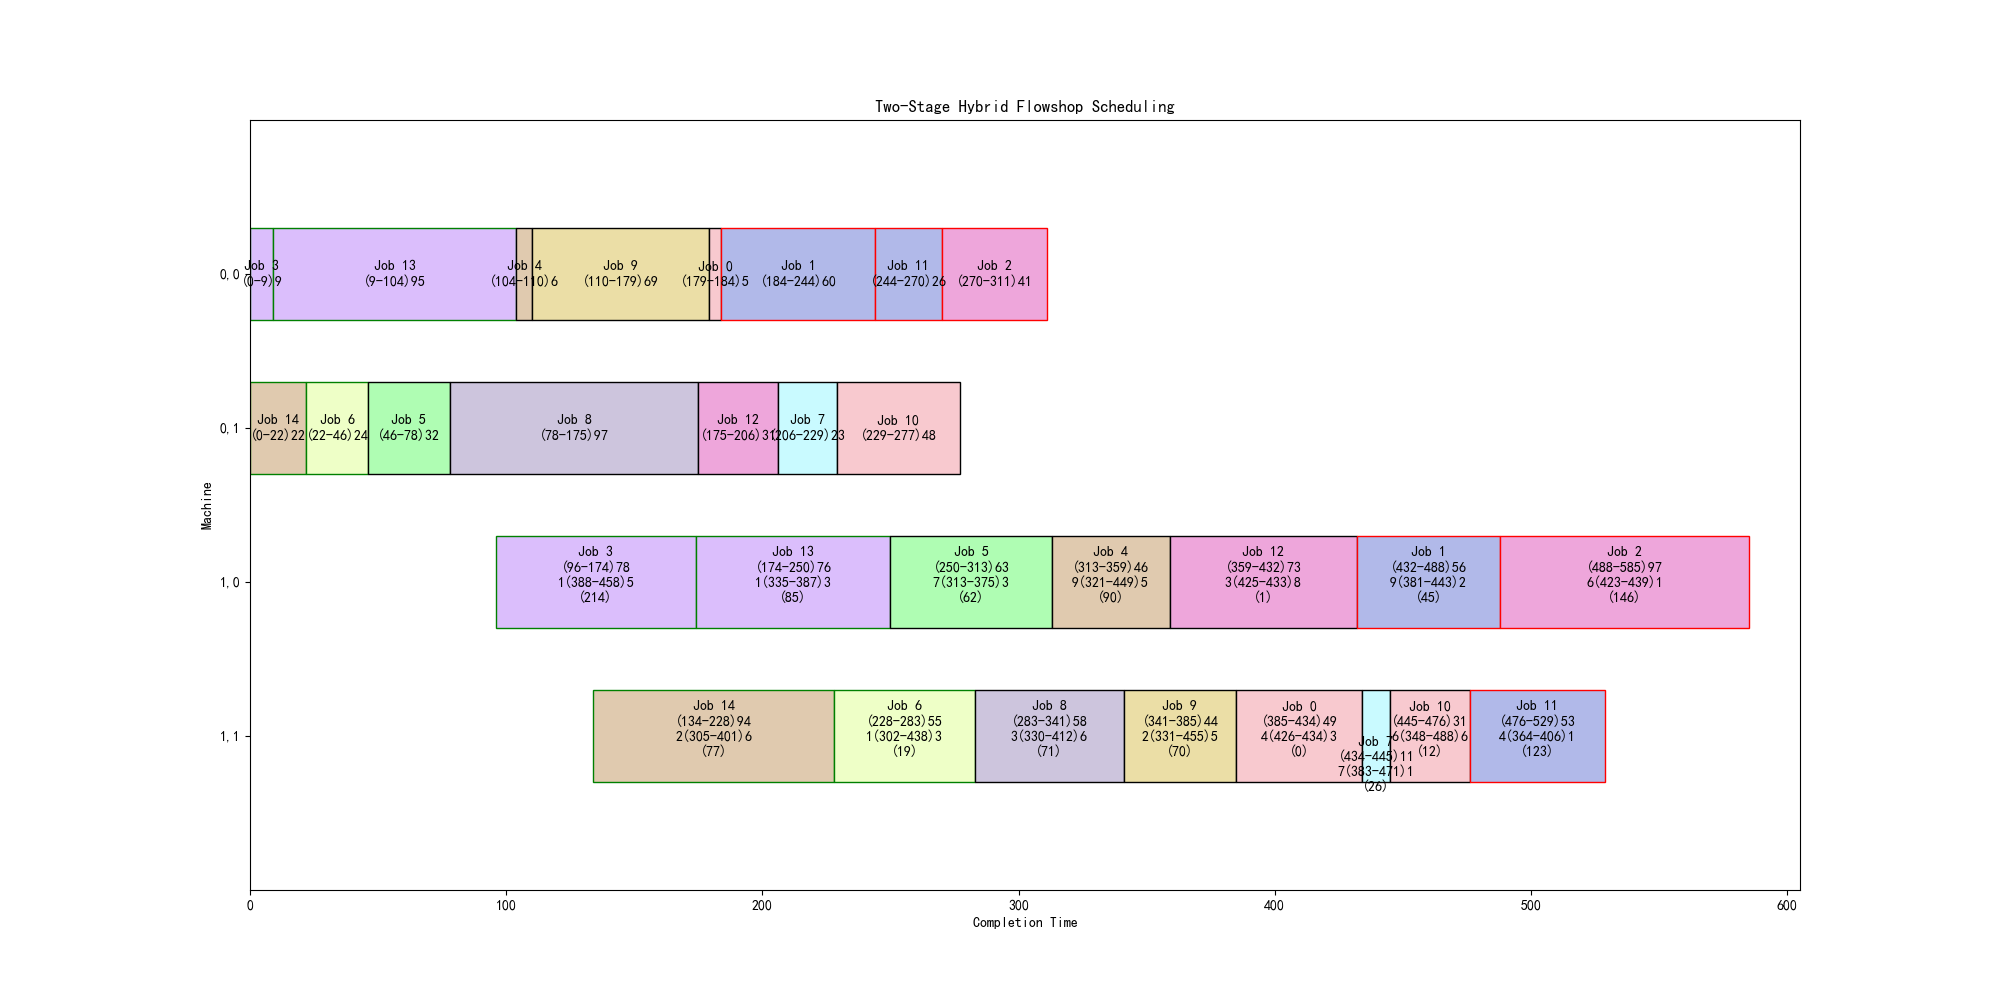 Two-Stage Hybrid Flowshop Scheduling
Machine
0,0
Job 3
(0-9)9
Job 13
(9-104)95
Job 4
(104-110)6
Job 9
(110-179)69
Job 0
(179-184)5
Job 1
(184-244)60
Job 11
(244-270)26
Job 2
(270-311)41
0,1
Job 14
(0-22)22
Job 6
(22-46)24
Job 5
(46-78)32
Job 8
(78-175)97
Job 12
(175-206)31
Job 7
(206-229)23
Job 10
(229-277)48
1,0
Job 3
(96-174)78
1(388-458)5
(214)
Job 13
(174-250)76
1(335-387)3
(85)
Job 5
(250-313)63
7(313-375)3
(62)
Job 4
(313-359)46
9(321-449)5
(90)
Job 12
(359-432)73
3(425-433)8
(1)
Job 1
(432-488)56
9(381-443)2
(45)
Job 2
(488-585)97
6(423-439)1
(146)
1,1
Job 14
(134-228)94
2(305-401)6
(77)
Job 6
(228-283)55
1(302-438)3
(19)
Job 8
(283-341)58
3(330-412)6
(71)
Job 9
(341-385)44
2(331-455)5
(70)
Job 0
(385-434)49
4(426-434)3
(0)
Job 7
(434-445)11
7(383-471)1
(26)
Job 10
(445-476)31
6(348-488)6
(12)
Job 11
(476-529)53
4(364-406)1
(123)
0
100
200
300
400
500
600
Completion Time